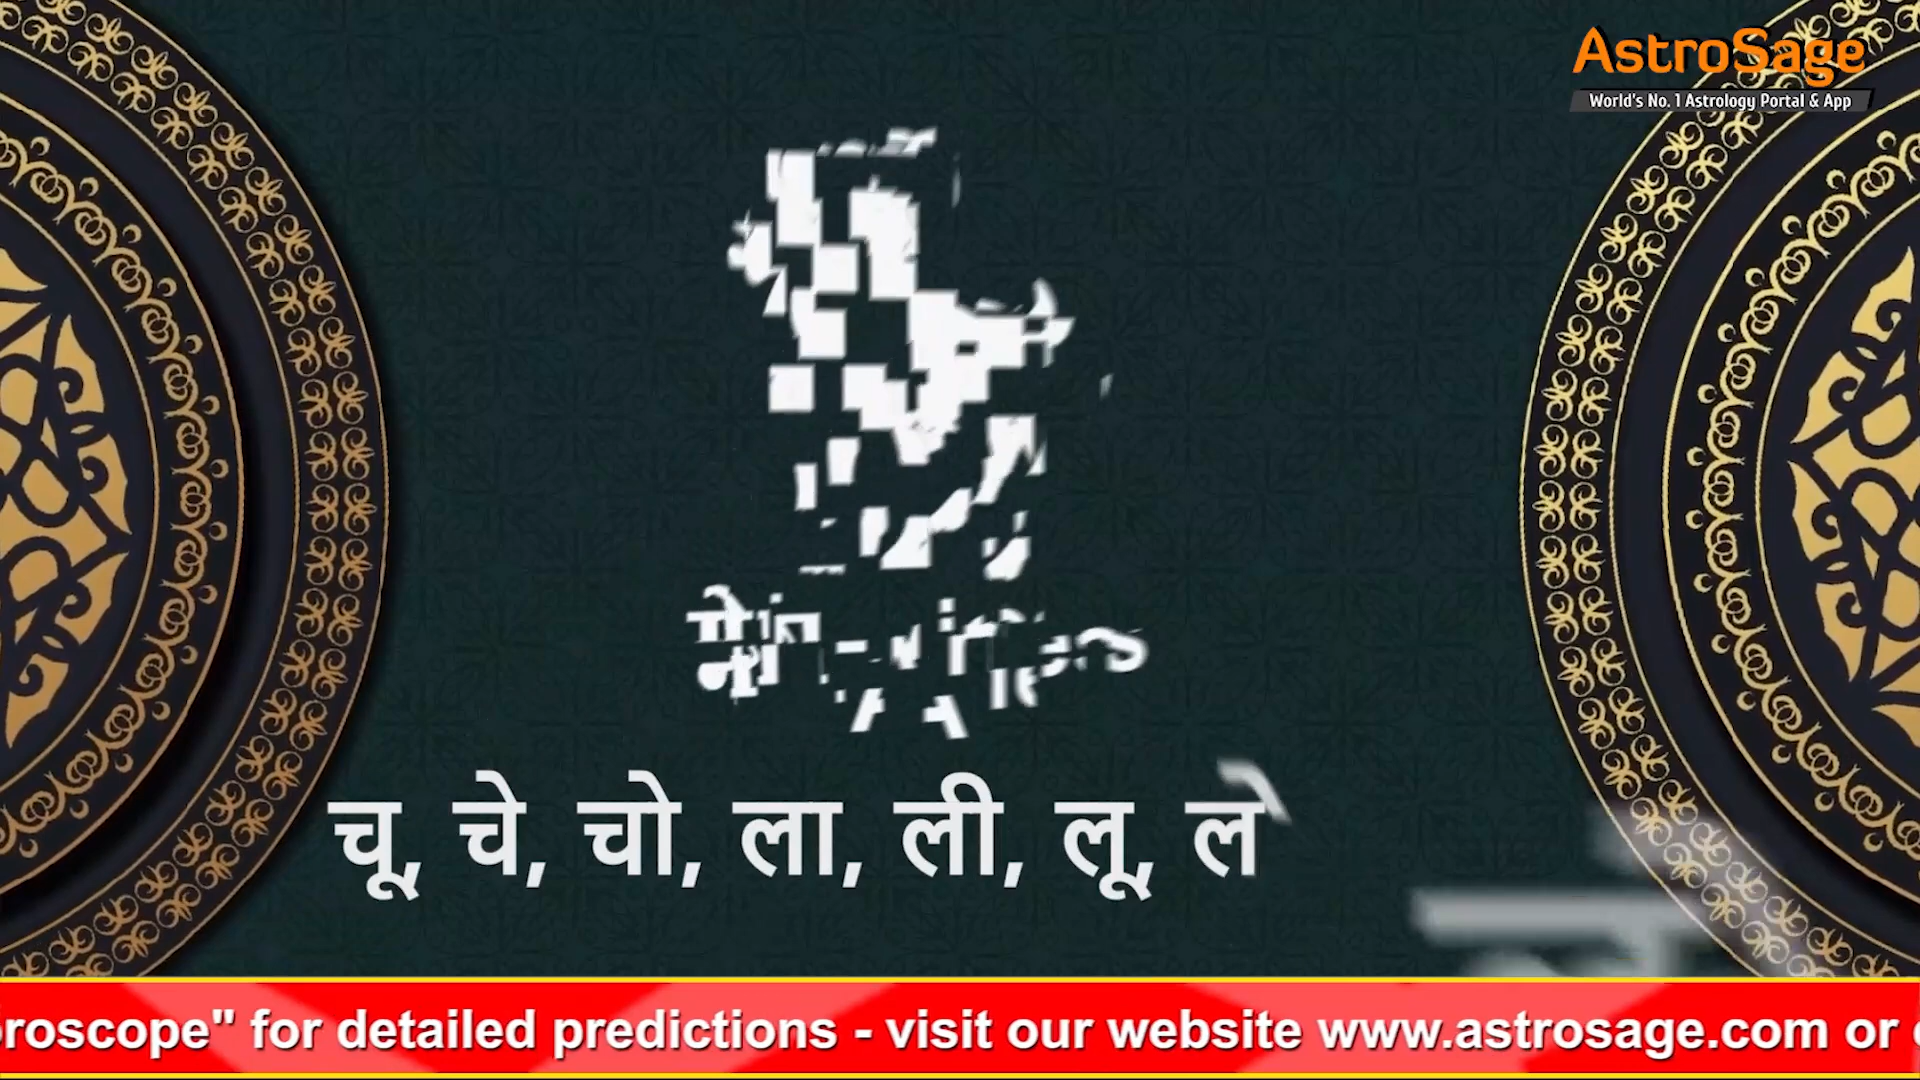 AstroSage
World's No. 1 Astrology Portal & App
चू, चे, चो, ला, ली, लू, ले
roscope" for detailed predictions - visit our website www.astrosage.com or